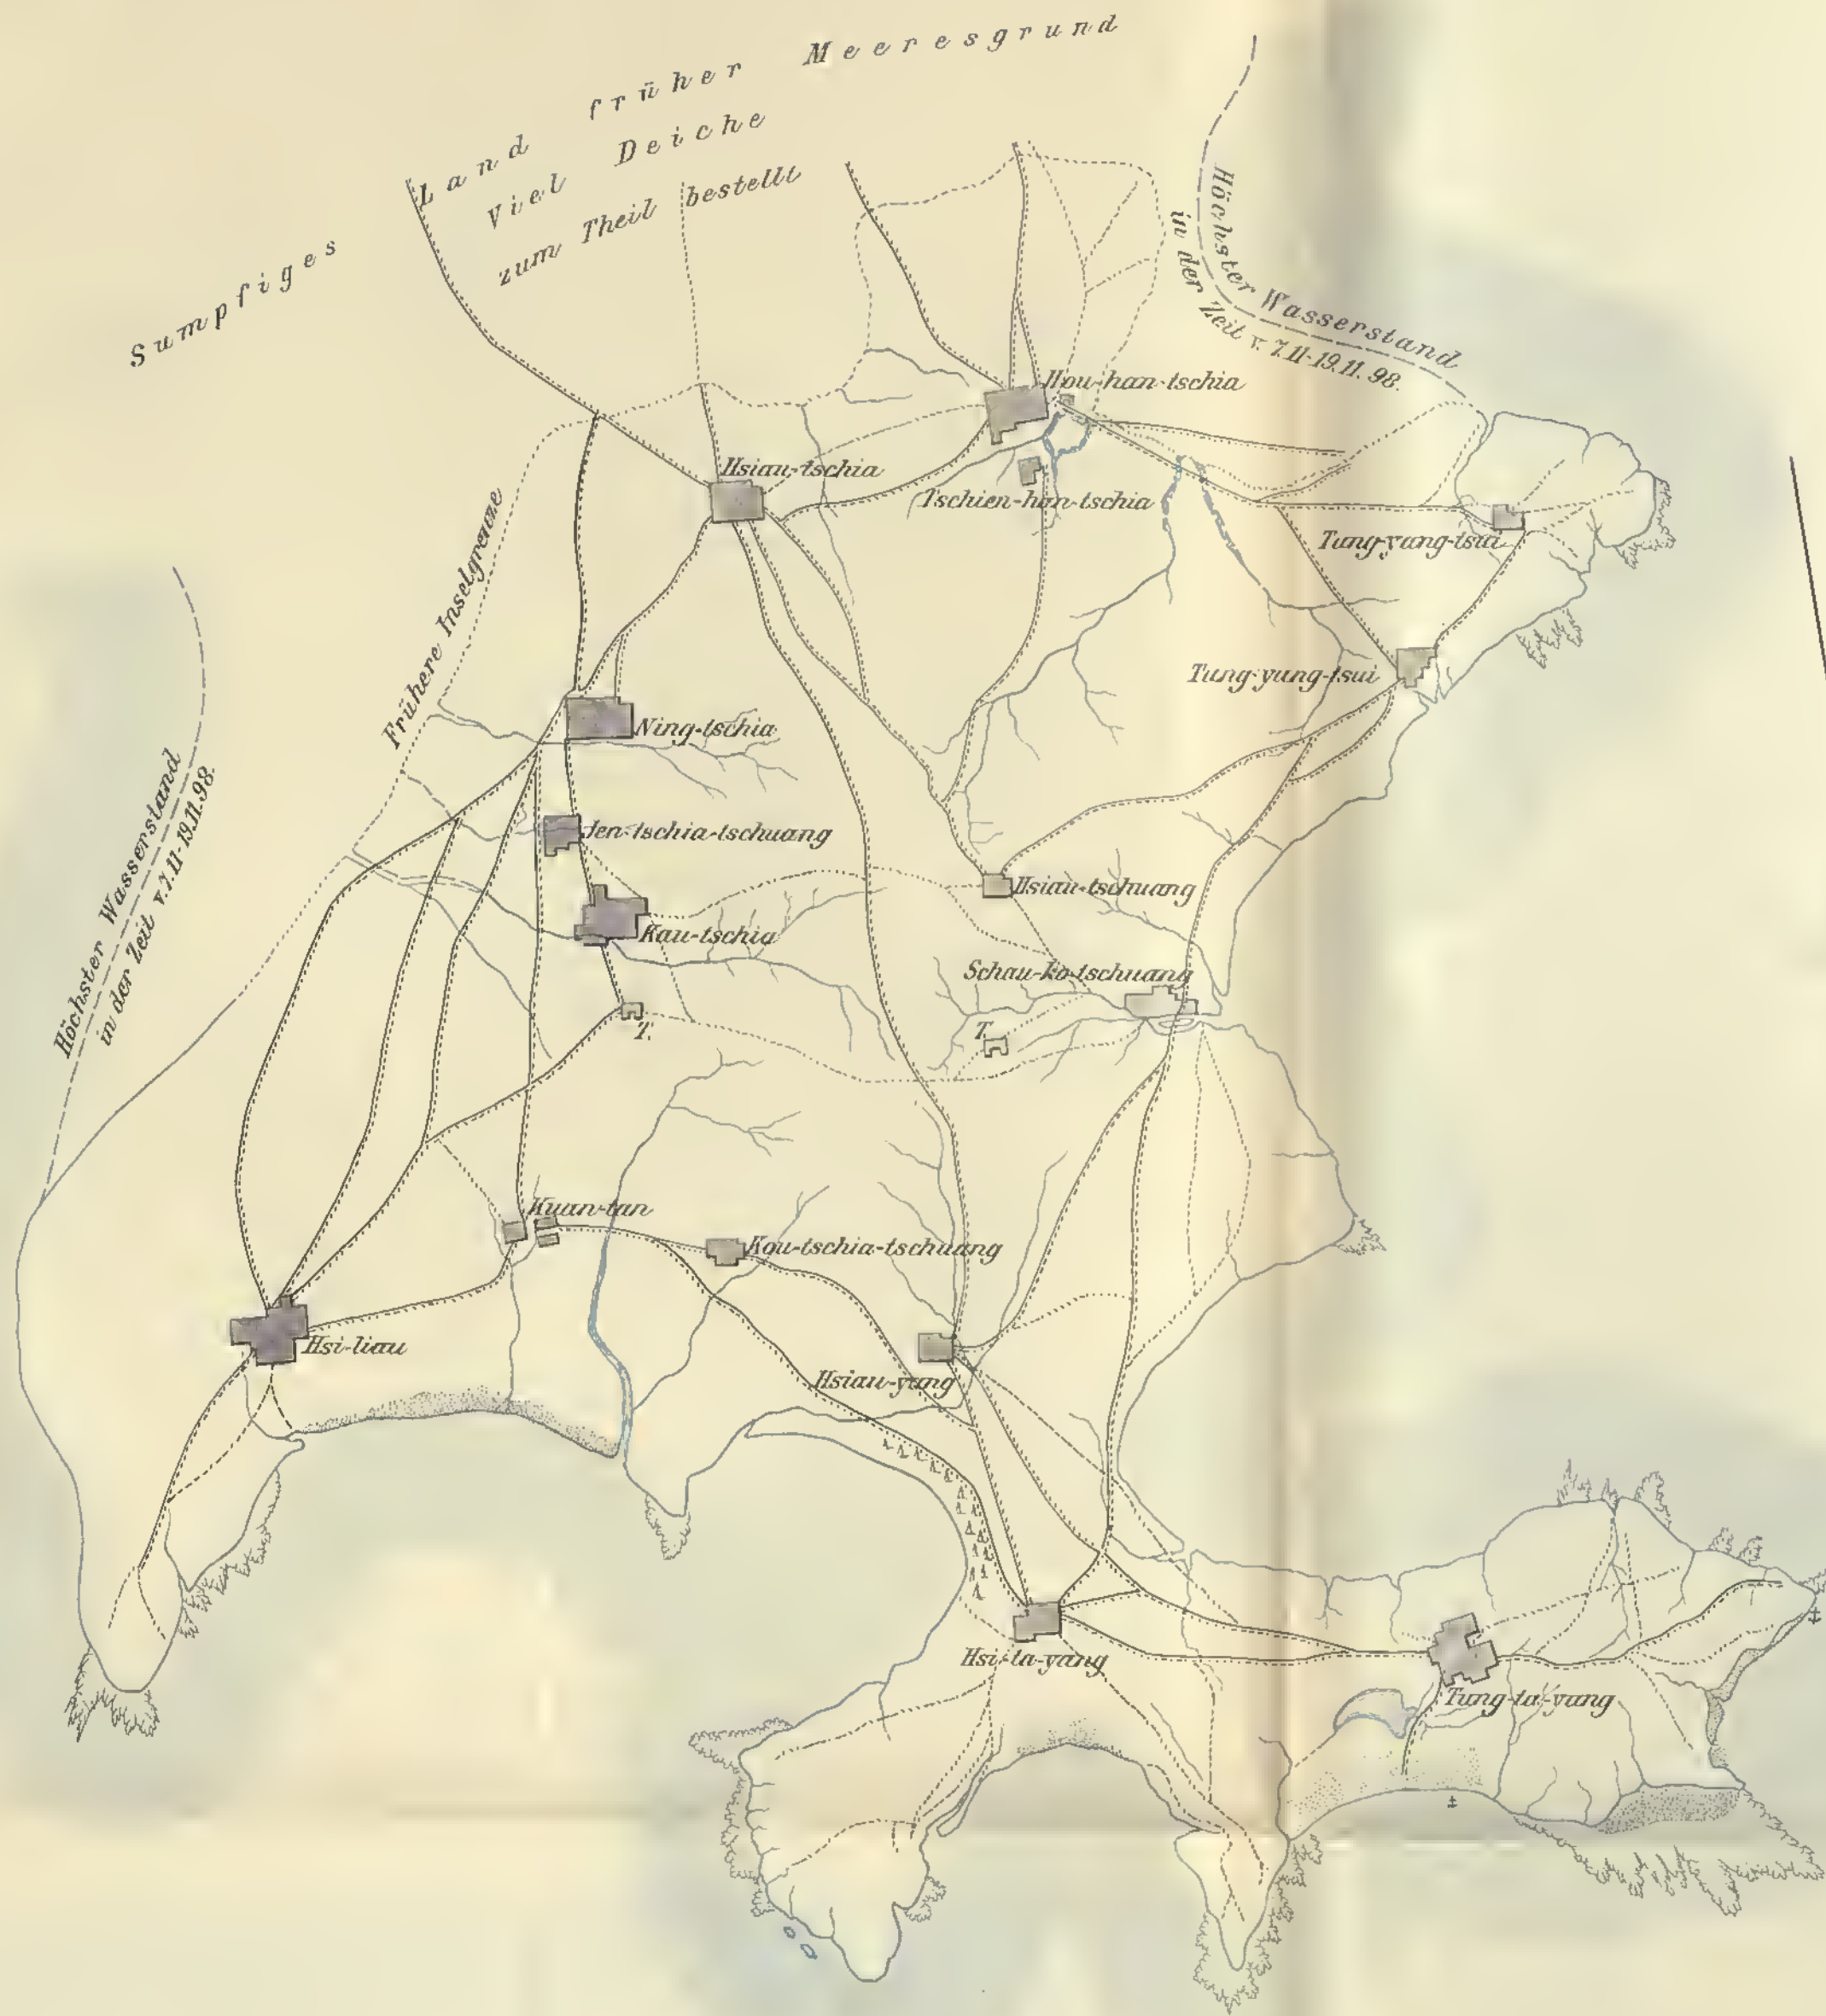 Sumpfiges Land früher Meeresgrund
Viel Deiche
zum Theil bestellt
Höchster Wasserstand
in der Zeit v. 7.11-19.11.98.
Hou-han-tschia
Hsiau-tschia
Tschien-han-tschia
Tung-yang-tsui
Frühere Inselgrenze
Tung-yung-tsui
Ning-tschia
Höchster Wasserstand
in der Zeit v. 7.11-19.11.98.
Jen-tschia-tschuang
Hsiau-tschuang
Kau-tschia
Schau-ko-tschuang
T.
T.
Kuan-tan
Kou-tschia-tschuang
Hsi-liau
Hsiau-yang
Hsi-ta-yang
Tung-ta-yang